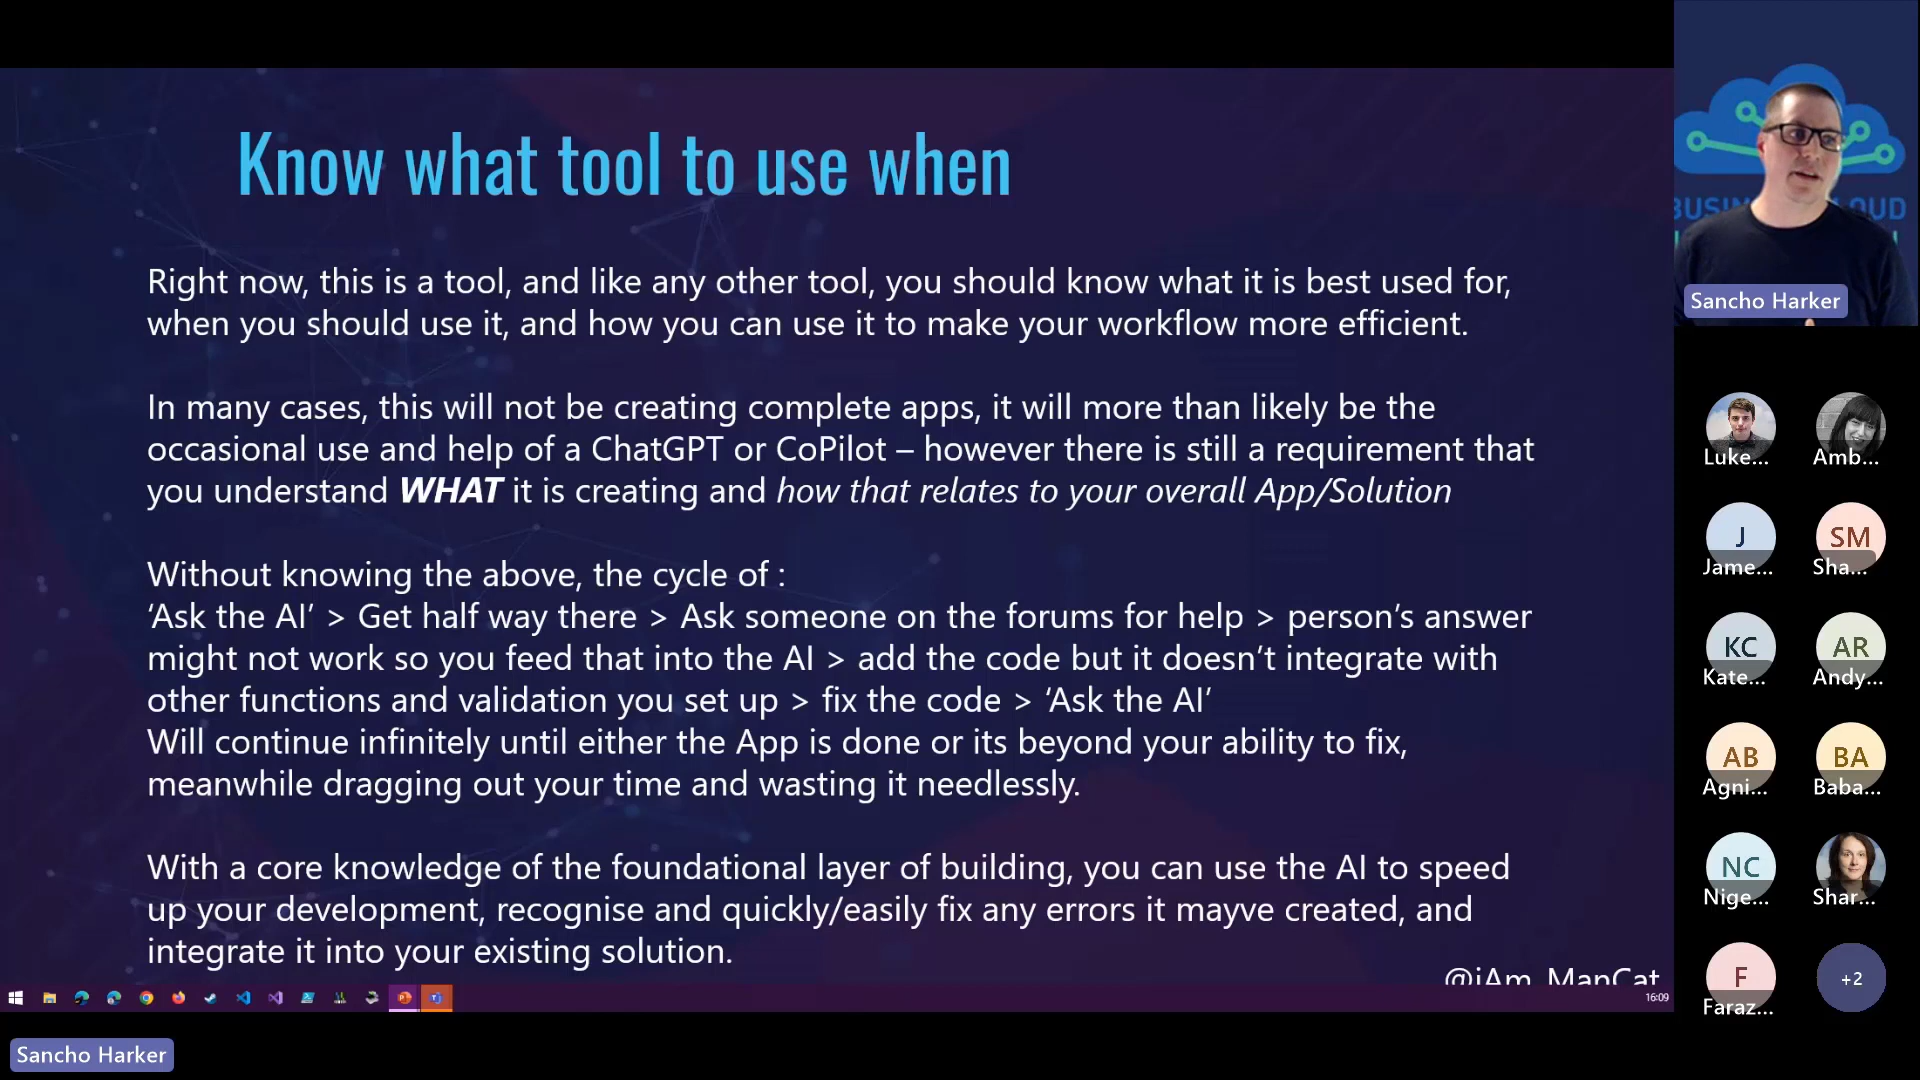 Know what tool to use when
Right now, this is a tool, and like any other tool, you should know what it is best used for,
when you should use it, and how you can use it to make your workflow more efficient.
In many cases, this will not be creating complete apps, it will more than likely be the
occasional use and help of a ChatGPT or CoPilot – however there is still a requirement that
you understand WHAT it is creating and how that relates to your overall App/Solution
Without knowing the above, the cycle of :
‘Ask the AI’ > Get half way there > Ask someone on the forums for help > person’s answer
might not work so you feed that into the AI > add the code but it doesn’t integrate with
other functions and validation you set up > fix the code > ‘Ask the AI’
Will continue infinitely until either the App is done or its beyond your ability to fix,
meanwhile dragging out your time and wasting it needlessly.
With a core knowledge of the foundational layer of building, you can use the AI to speed
up your development, recognise and quickly/easily fix any errors it mayve created, and
integrate it into your existing solution.
@iAm_ManCat
16:09
Sancho Harker
Sancho Harker
Luke...
Amb...
J
Jame...
SM
Sha...
KC
Kate...
AR
Andy...
AB
Agni...
BA
Baba...
NC
Nige...
Shar...
F
Faraz...
+2